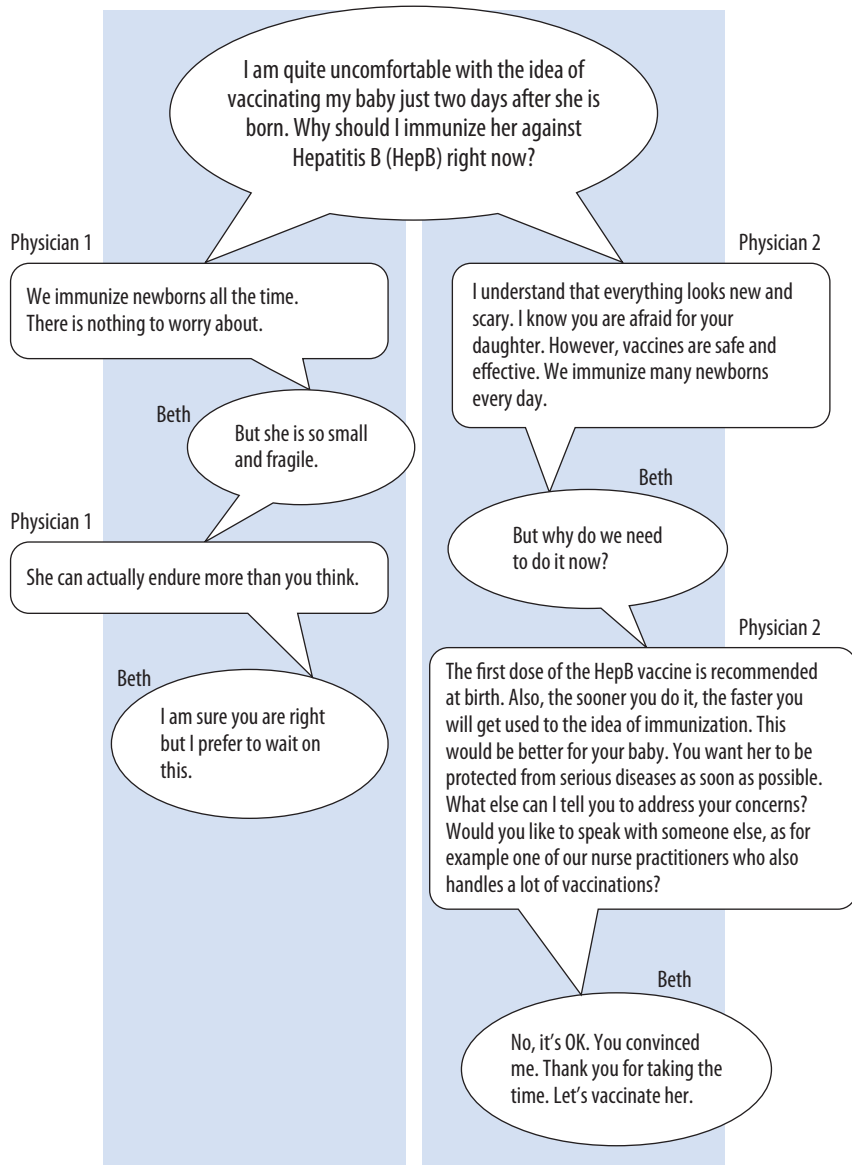 I am quite uncomfortable with the idea of
vaccinating my baby just two days after she is
born. Why should I immunize her against
Hepatitis B (HepB) right now?
Physician 1
We immunize newborns all the time.
There is nothing to worry about.
Beth
But she is so small
and fragile.
Physician 1
She can actually endure more than you think.
Beth
I am sure you are right
but I prefer to wait on
this.
Physician 2
I understand that everything looks new and
scary. I know you are afraid for your
daughter. However, vaccines are safe and
effective. We immunize many newborns
every day.
Beth
But why do we need
to do it now?
Physician 2
The first dose of the HepB vaccine is recommended
at birth. Also, the sooner you do it, the faster you
will get used to the idea of immunization. This
would be better for your baby. You want her to be
protected from serious diseases as soon as possible.
What else can I tell you to address your concerns?
Would you like to speak with someone else, as for
example one of our nurse practitioners who also
handles a lot of vaccinations?
Beth
No, it's OK. You convinced
me. Thank you for taking the
time. Let's vaccinate her.